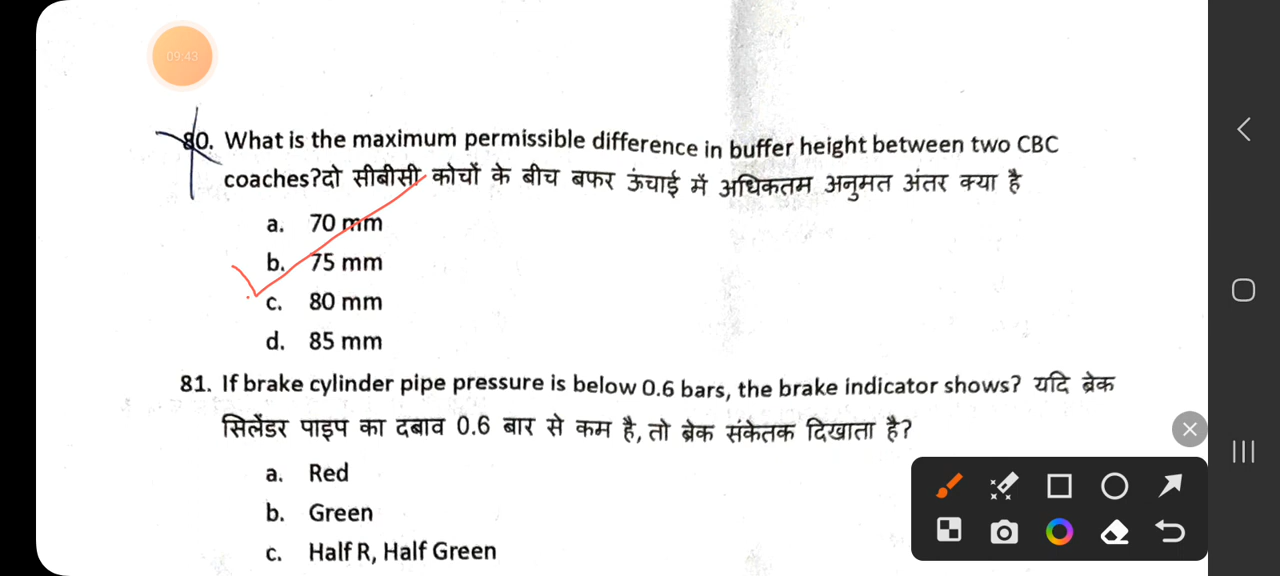 09:43
80. What is the maximum permissible difference in buffer height between two CBC
coaches?दो सीबीसी कोचों के बीच बफर ऊंचाई में अधिकतम अनुमत अंतर क्या है
a. 70 mm
b. 75 mm
c. 80 mm
d. 85 mm
81. If brake cylinder pipe pressure is below 0.6 bars, the brake indicator shows? यदि ब्रेक
सिलेंडर पाइप का दबाव 0.6 बार से कम है, तो ब्रेक संकेतक दिखाता है?
a. Red
b. Green
c. Half R, Half Green